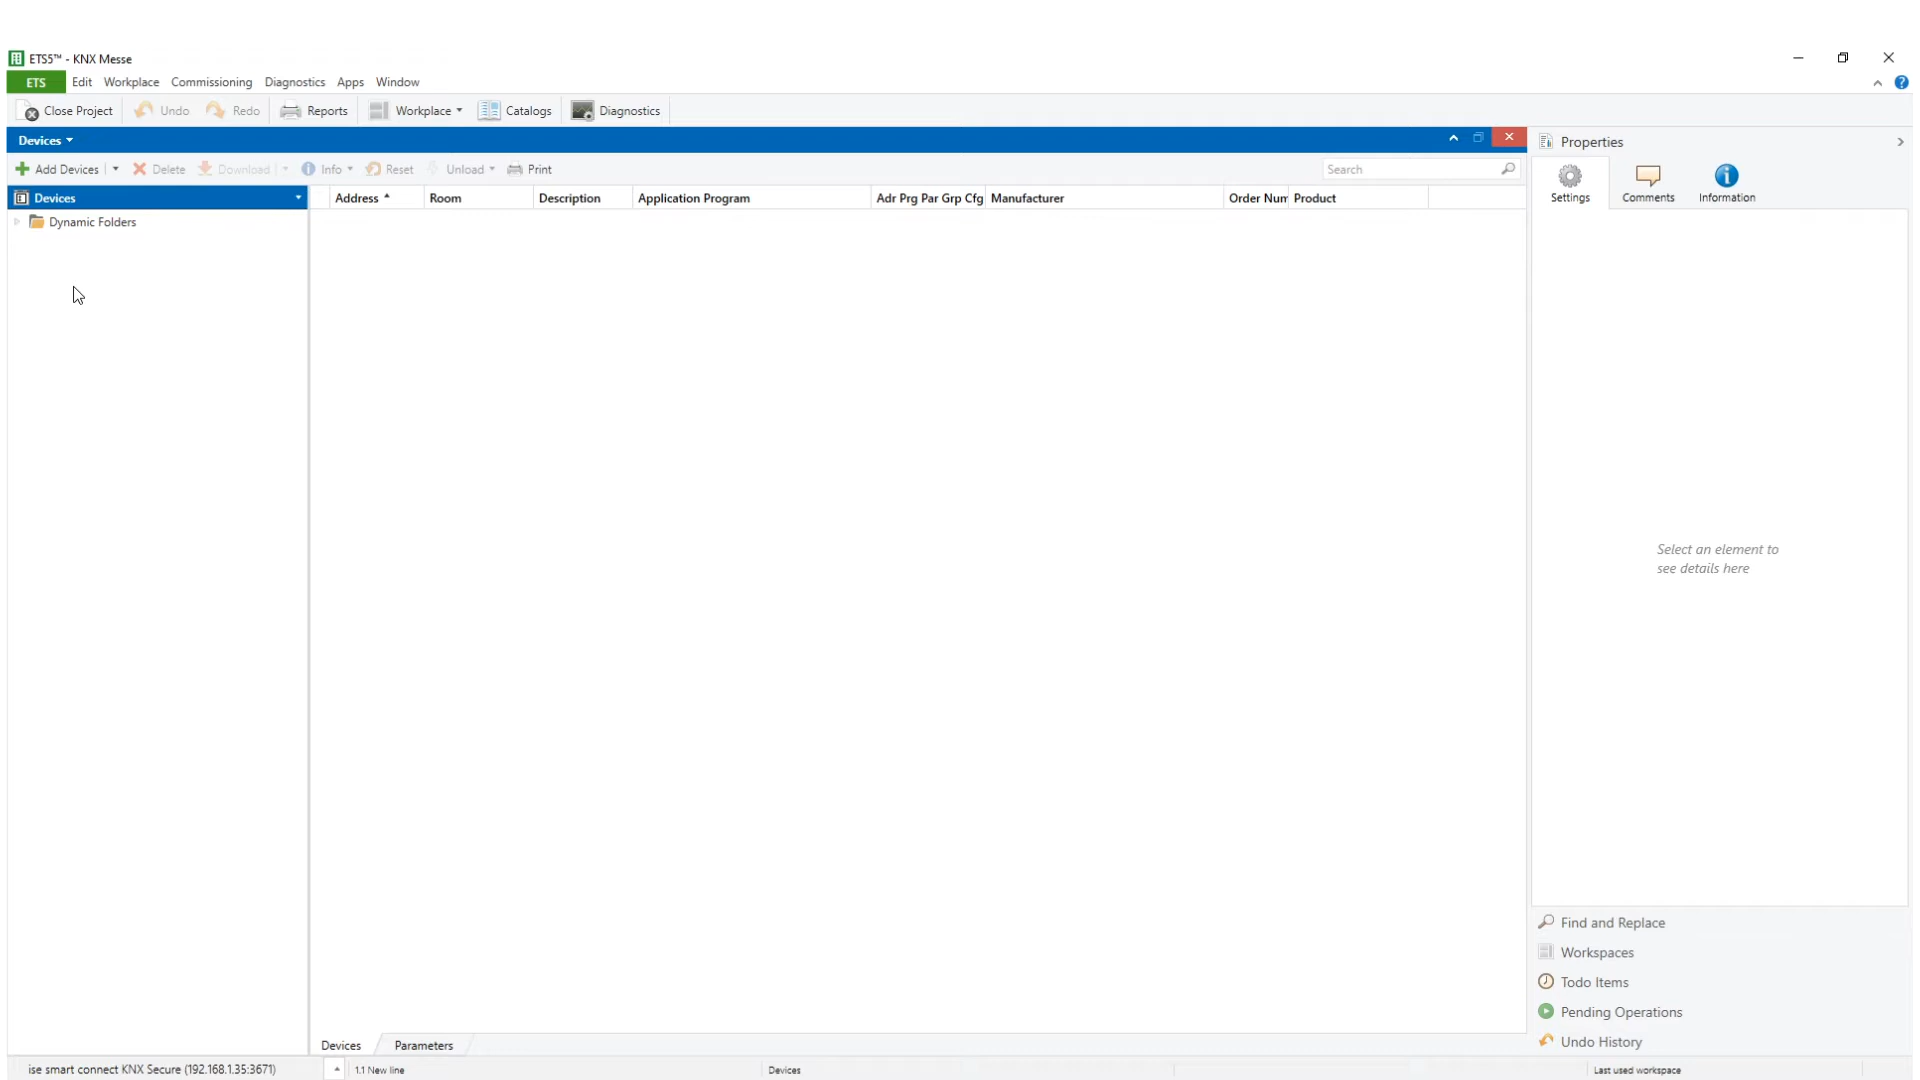 ETS5™ - KNX Messe
ETS Edit Workplace Commissioning Diagnostics Apps Window
Close Project Undo Redo Reports Workplace Catalogs Diagnostics
Devices
Properties
Add Devices Delete Download Info Reset Unload Print Search
Settings Comments Information
Devices
Address Room Description Application Program Adr Prg Par Grp Cfg Manufacturer Order Num Product
Dynamic Folders
Select an element to
see details here
Find and Replace
Workspaces
Todo Items
Pending Operations
Undo History
Devices Parameters
ise smart connect KNX Secure (192.168.1.35:3671) 1.1 New line Devices Last used workspace